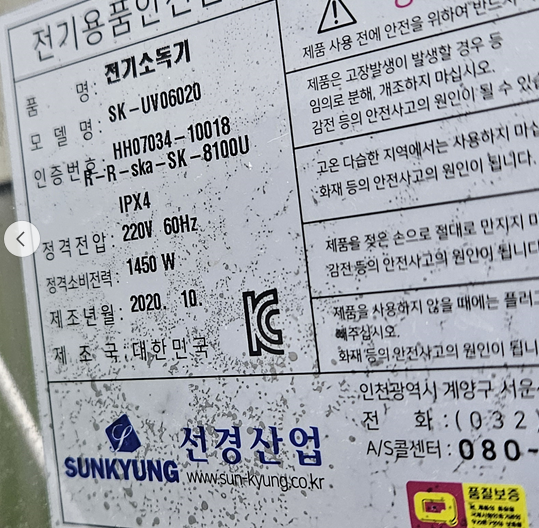 전기용품안전
품 명: 전기소독기
모 델 명: SK-UV06020
인증번호: HH07034-10018
R-R-ska-SK-8100U
IPX4
정격전압: 220V 60Hz
정격소비전력: 1450 W
제조년월: 2020. 10.
제 조 국: 대한민국
SUNKYUNG
선경산업
www.sun-kyung.co.kr
제품 사용 전에 안전을 위하여 반드시
제품은 고장발생이 발생할 경우 등
임의로 분해, 개조하지 마십시오.
감전 등의 안전사고의 원인이 될 수 있습
고온 다습한 지역에서는 사용하지 마십
화재 등의 안전사고의 원인이 됩니다.
제품을 젖은 손으로 절대로 만지지 마
감전 등의 안전사고의 원인이 됩니다
제품을 사용하지 않을 때에는 플러그
빼주십시오.
화재 등의 안전사고의 원인이 됩니
인천광역시 계양구 서운
전 화:(032)
A/S콜센터: 080-
품질보증